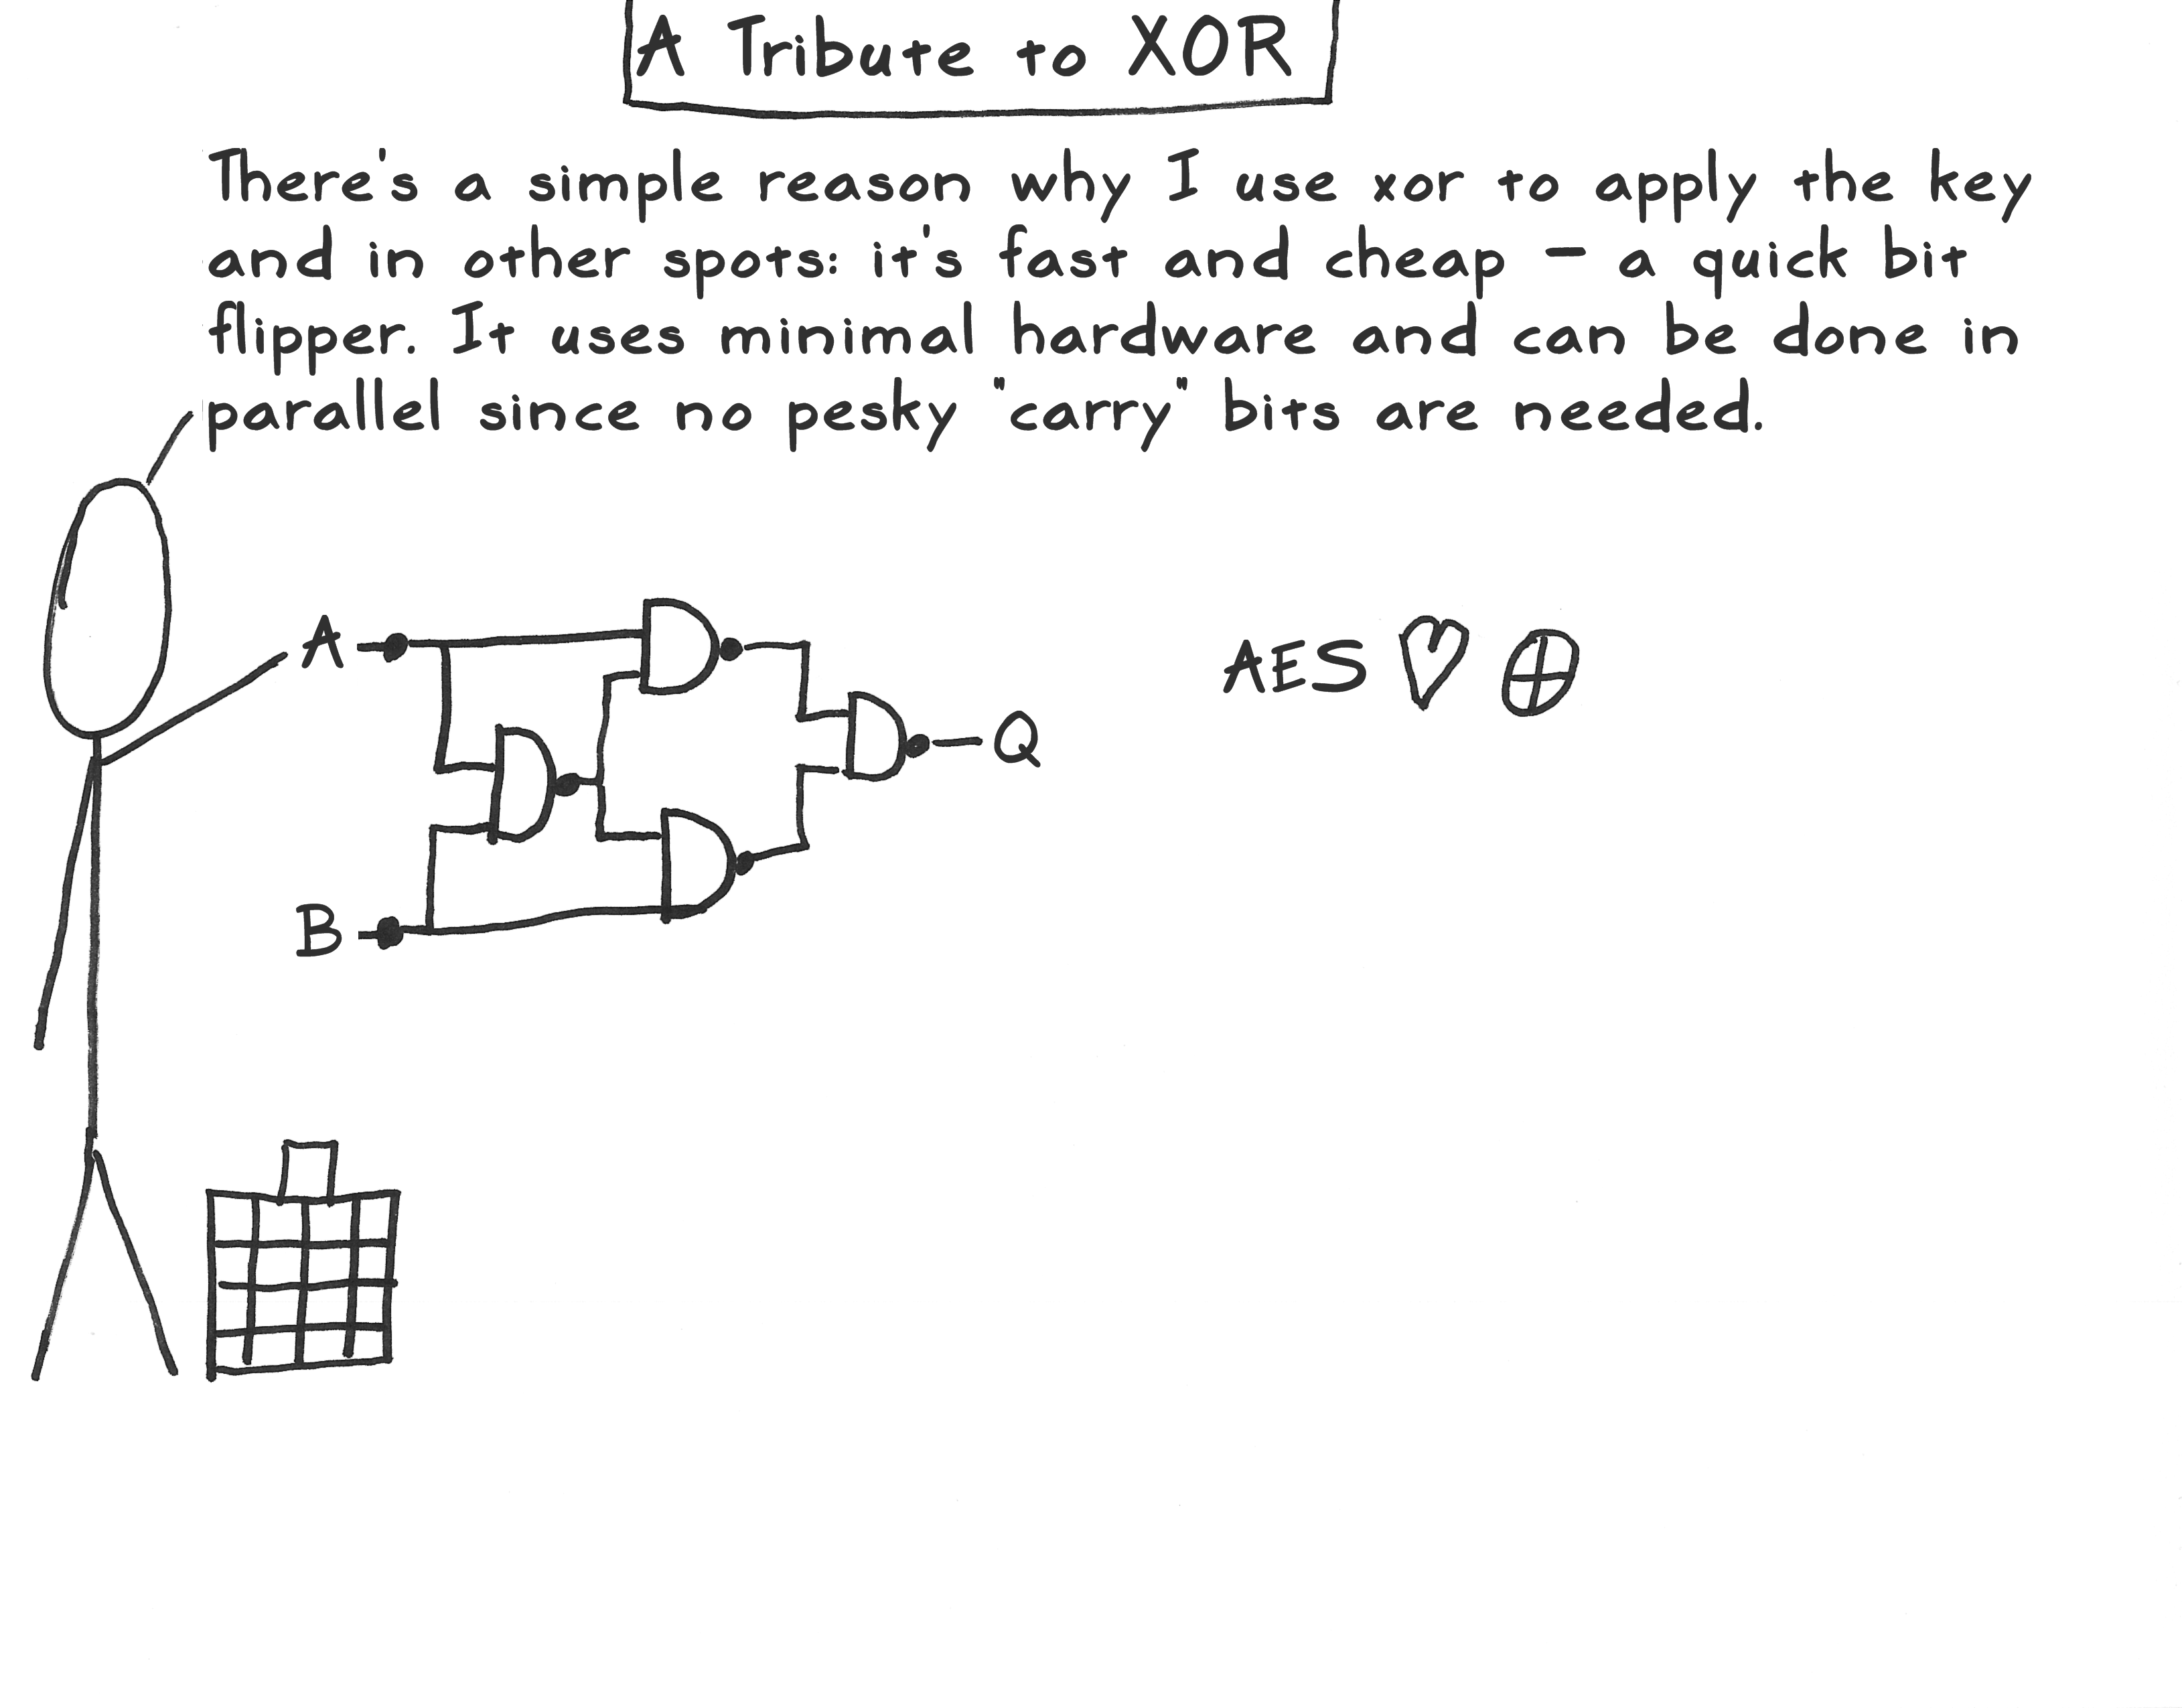 A Tribute to XOR
There's a simple reason why I use xor to apply the key
and in other spots: it's fast and cheap – a quick bit
flipper. It uses minimal hardware and can be done in
parallel since no pesky "carry" bits are needed.
A
AES ♡ ⊕
Q
B